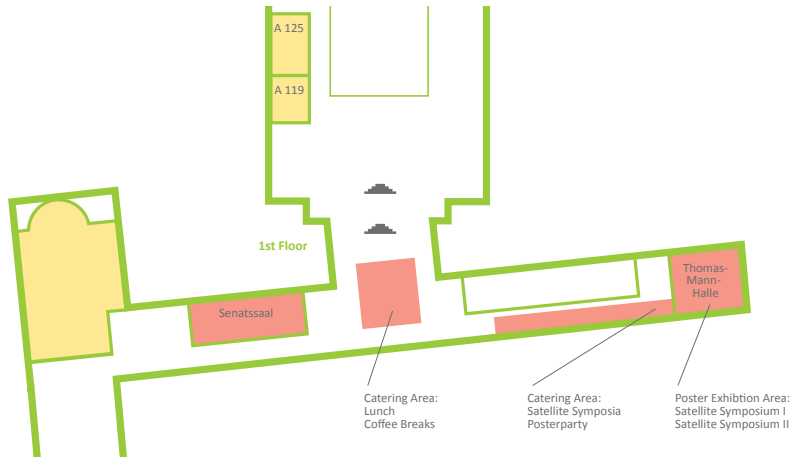 A 125
A 119
1st Floor
Senatssaal
Thomas-
Mann-
Halle
Catering Area:
Lunch
Coffee Breaks
Catering Area:
Satellite Symposia
Posterparty
Poster Exhibtion Area:
Satellite Symposium I
Satellite Symposium II